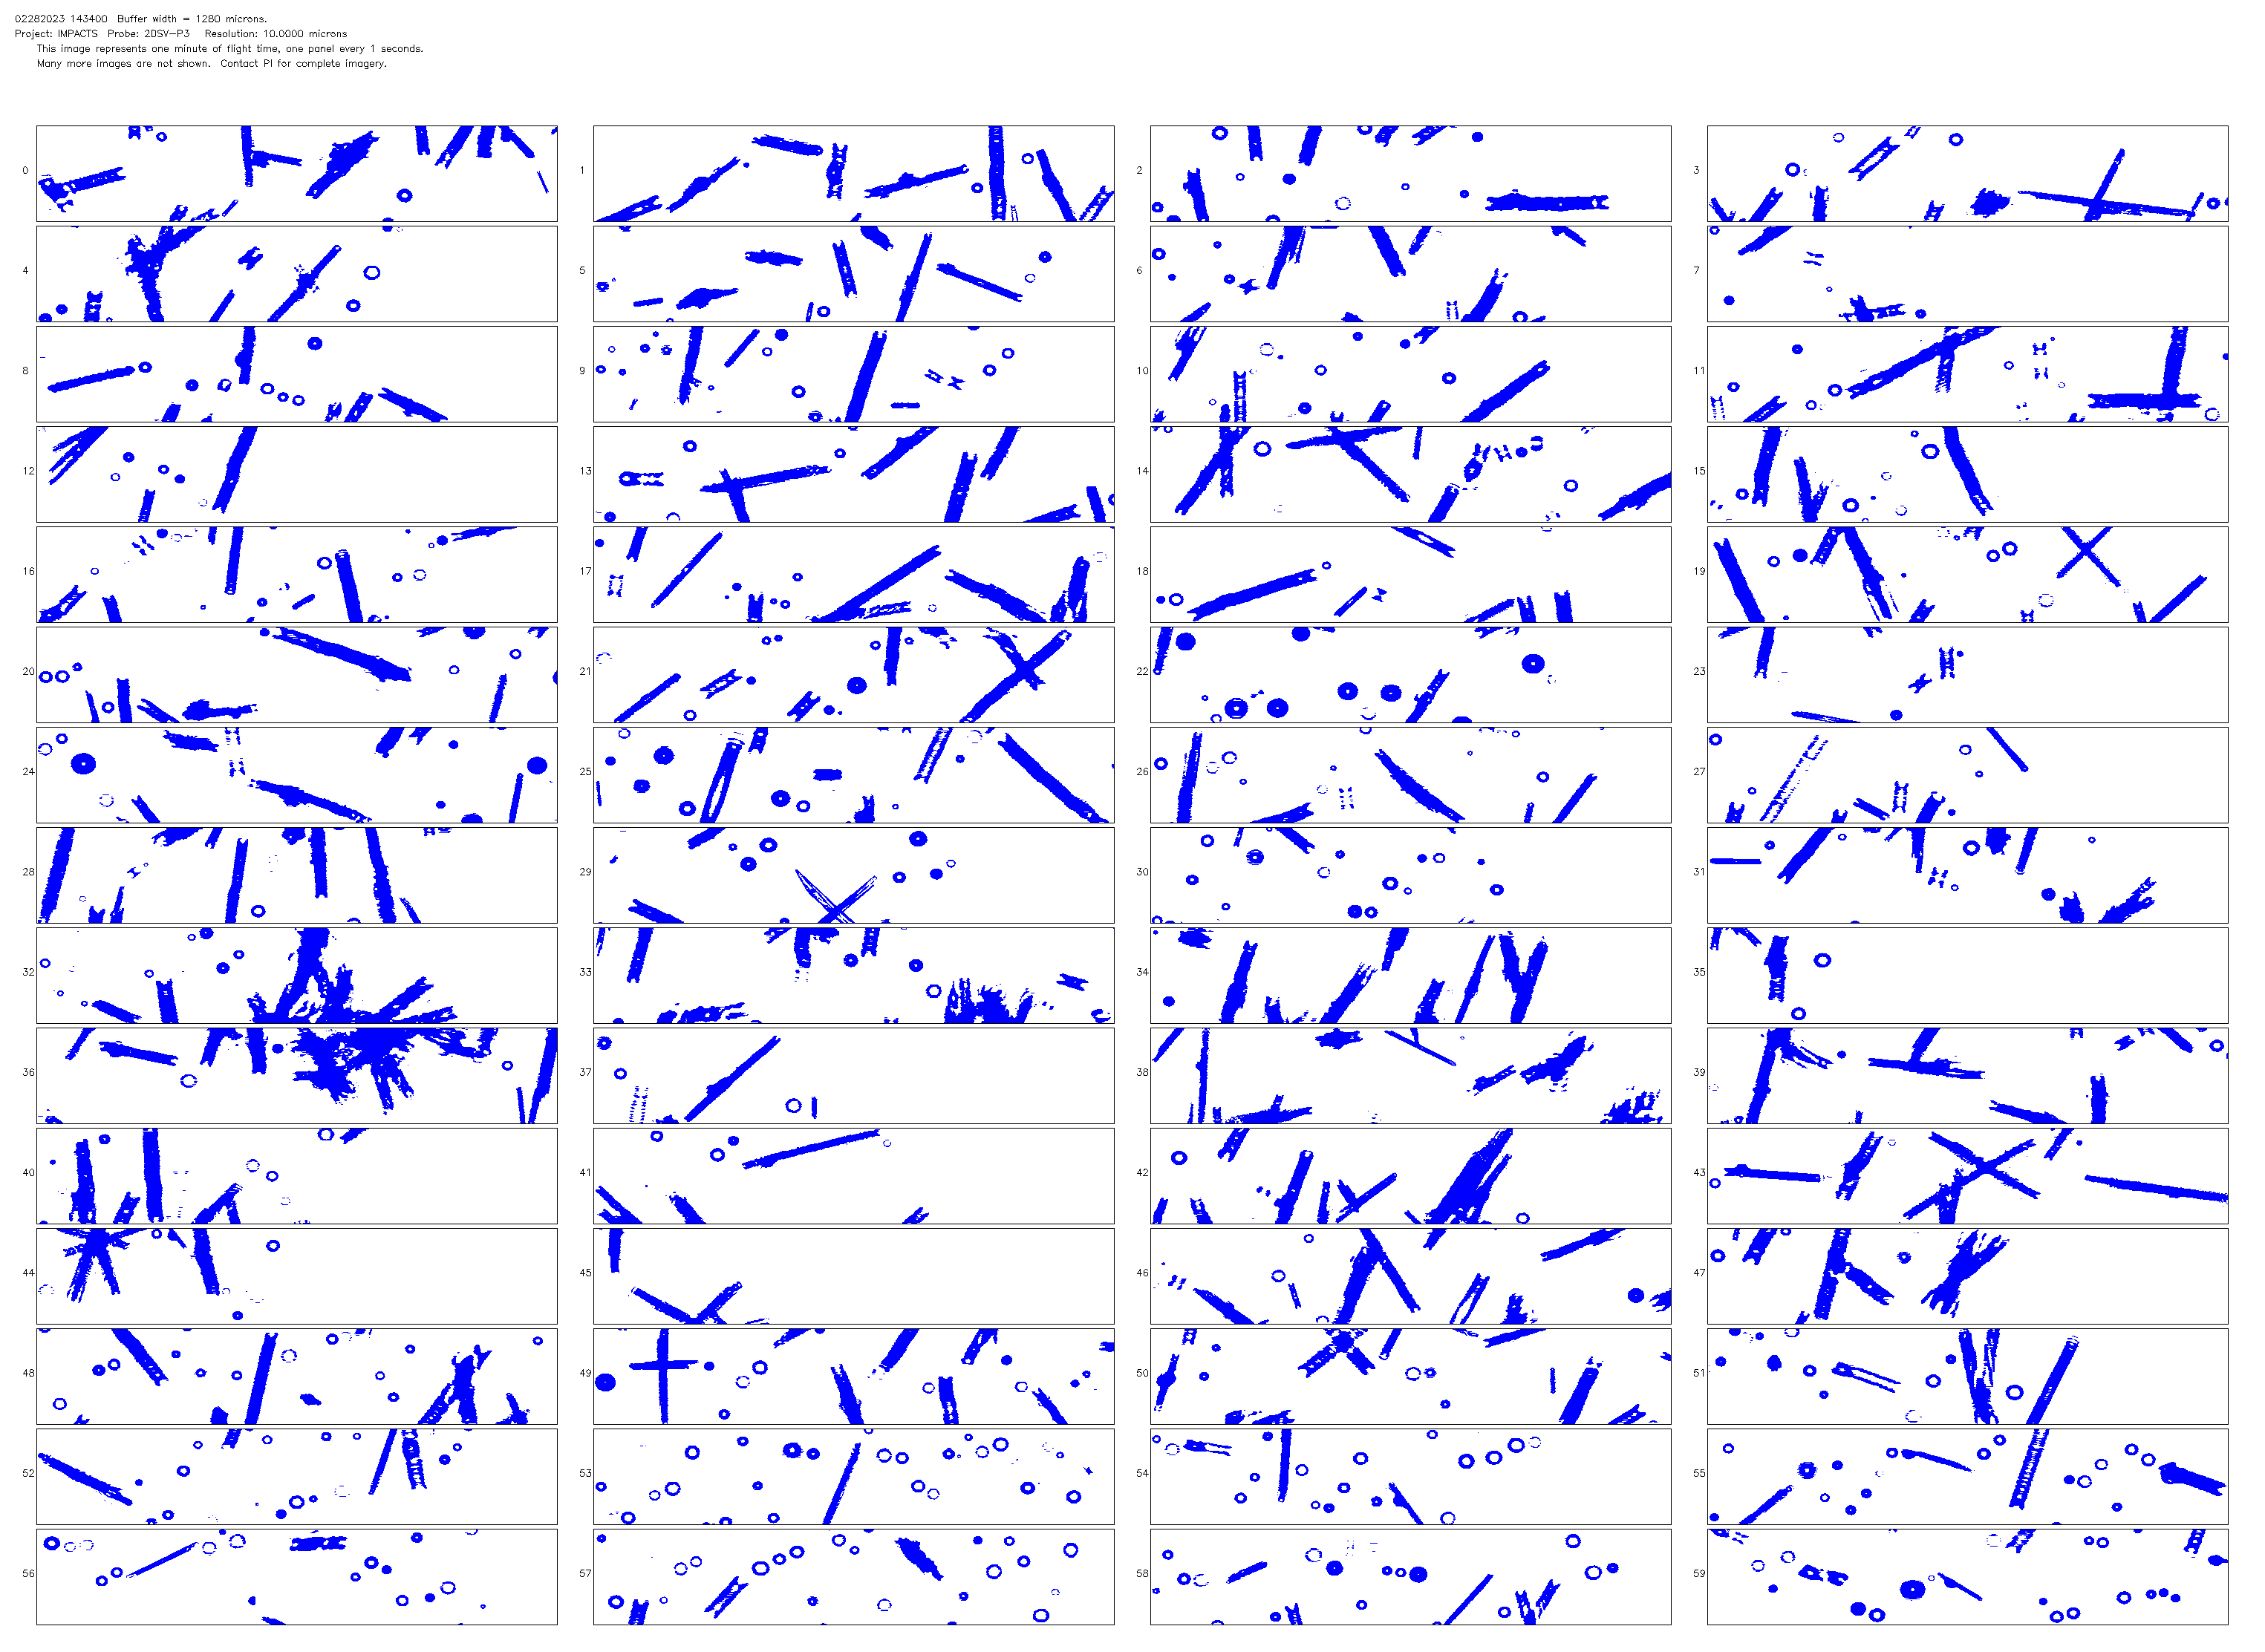 02282023 143400 Buffer width = 1280 microns.
Project: IMPACTS Probe: 2DSV-P3 Resolution: 10.0000 microns
This image represents one minute of flight time, one panel every 1 seconds.
Many more images are not shown. Contact PI for complete imagery.
0 1 2 3
4 5 6 7
8 9 10 11
12 13 14 15
16 17 18 19
20 21 22 23
24 25 26 27
28 29 30 31
32 33 34 35
36 37 38 39
40 41 42 43
44 45 46 47
48 49 50 51
52 53 54 55
56 57 58 59